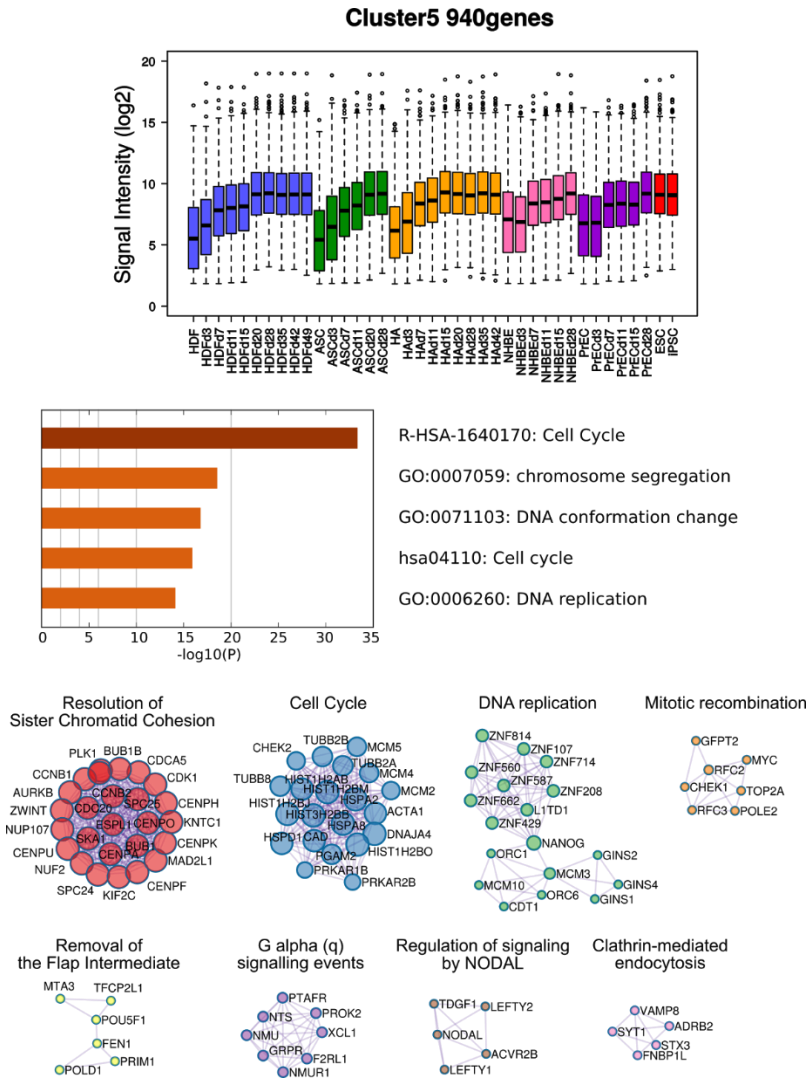 Cluster5 940genes
Signal Intensity (log2)
20
15
10
5
0
HDF
HDFd3
HDFd7
HDFd11
HDFd15
HDFd20
HDFd28
HDFd35
HDFd42
HDFd49
ASC
ASCd3
ASCd7
ASCd11
ASCd20
ASCd28
HA
HAd3
HAd7
HAd11
HAd15
HAd20
HAd28
HAd35
HAd42
NHBE
NHBEd3
NHBEd7
NHBEd11
NHBEd15
NHBEd28
PrEC
PrECd3
PrECd7
PrECd11
PrECd15
PrECd28
ESC
iPSC
R-HSA-1640170: Cell Cycle
GO:0007059: chromosome segregation
GO:0071103: DNA conformation change
hsa04110: Cell cycle
GO:0006260: DNA replication
0 5 10 15 20 25 30 35
-log10(P)
Resolution of
Sister Chromatid Cohesion
PLK1
BUB1B
CDCA5
CCNB1
CDK1
AURKB
CCNB2
SPC25
CENPH
ZWINT
CDC20
ESPL1
CENPO
KNTC1
NUP107
SKA1
BUB1
CENPK
CENPU
CENPA
MAD2L1
NUF2
CENPF
SPC24
KIF2C
Cell Cycle
TUBB2B
CHEK2
MCM5
TUBB2A
TUBB8
HIST1H2AB
MCM4
HIST1H2BM
MCM2
HIST1H2BJ
HSPA2
HIST3H2BB
ACTA1
HSPA8
HSPD1
CAD
DNAJA4
PGAM2
HIST1H2BO
PRKAR1B
PRKAR2B
DNA replication
ZNF814
ZNF107
ZNF714
ZNF560
ZNF587
ZNF208
ZNF662
L1TD1
ZNF429
NANOG
ORC1
GINS2
MCM3
MCM10
ORC6
GINS4
CDT1
GINS1
Mitotic recombination
GFPT2
MYC
RFC2
CHEK1
TOP2A
RFC3
POLE2
Removal of
the Flap Intermediate
MTA3
TFCP2L1
POU5F1
FEN1
PRIM1
POLD1
G alpha (q)
signalling events
PTAFR
PROK2
NTS
NMU
XCL1
GRPR
F2RL1
NMUR1
Regulation of signaling
by NODAL
TDGF1
LEFTY2
NODAL
ACVR2B
LEFTY1
Clathrin-mediated
endocytosis
VAMP8
ADRB2
SYT1
STX3
FNBP1L